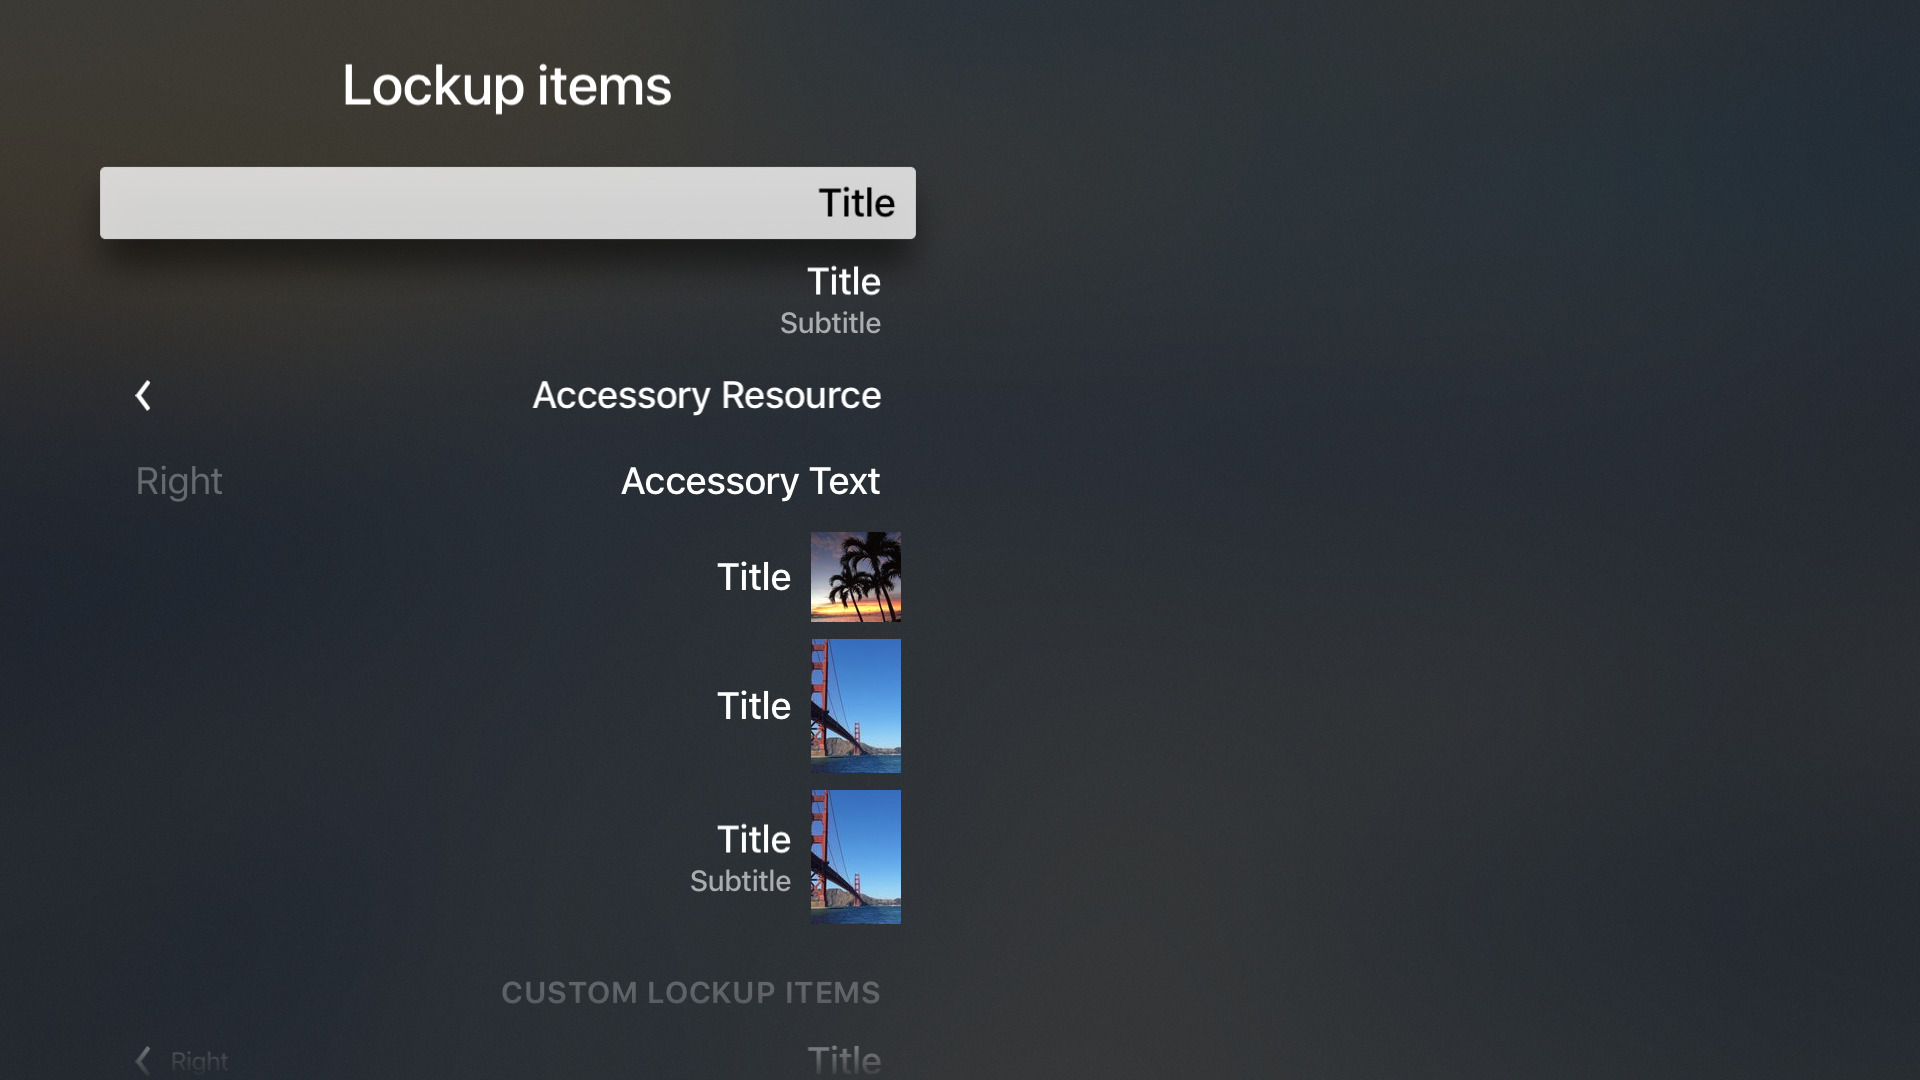 Lockup items
Title
Title
Subtitle
Accessory Resource
Right
Accessory Text
Title
Title
Title
Subtitle
CUSTOM LOCKUP ITEMS
Right
Title